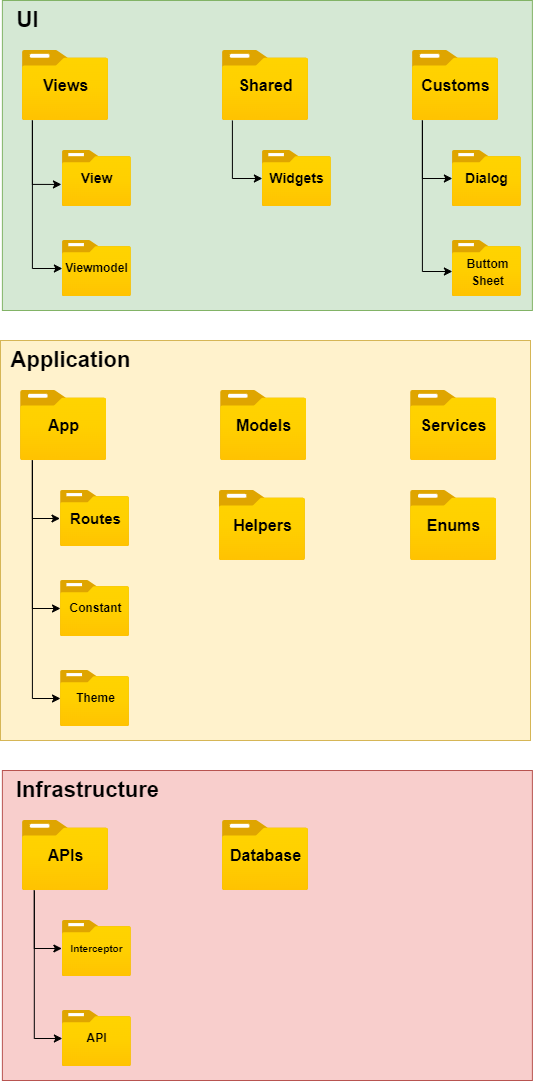 UI
Views
Shared
Customs
View
Widgets
Dialog
Viewmodel
Buttom
Sheet
Application
App
Models
Services
Routes
Helpers
Enums
Constant
Theme
Infrastructure
APIs
Database
Interceptor
API